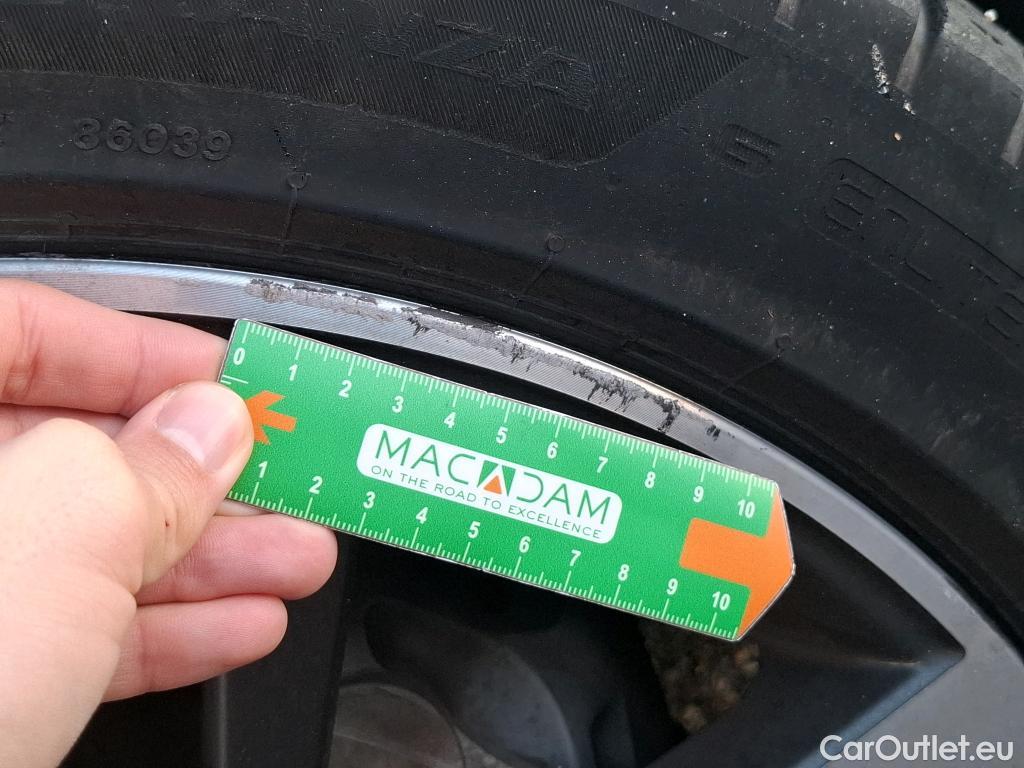 86039
0 1 2 3 4 5 6 7 8 9 10
MACADAM
ON THE ROAD TO EXCELLENCE
1 2 3 4 5 6 7 8 9 10
CarOutlet.eu